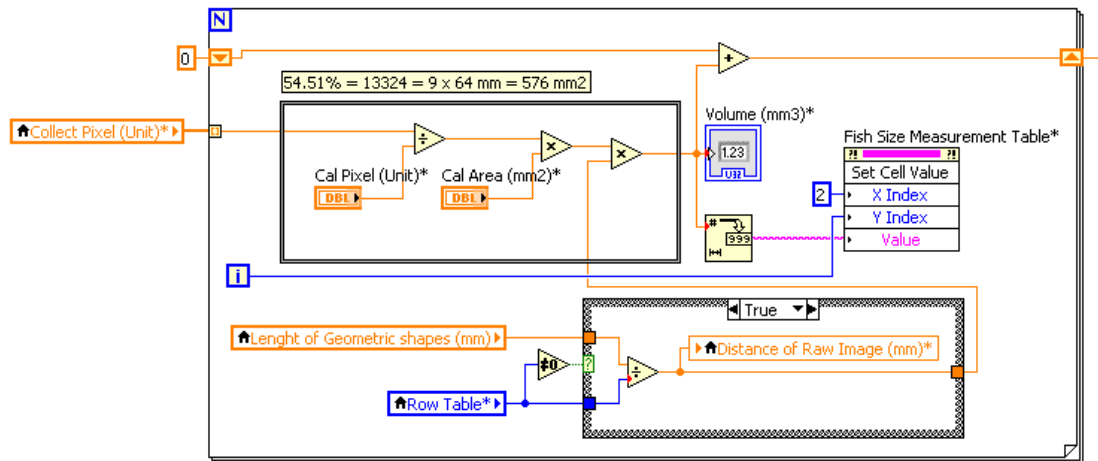 N
0
54.51% = 13324 = 9 x 64 mm = 576 mm2
Collect Pixel (Unit)*
Cal Pixel (Unit)*
DBL
Cal Area (mm2)*
DBL
Volume (mm3)*
1.23
U32
Fish Size Measurement Table*
?! ?!
Set Cell Value
2
X Index
Y Index
Value
#
999
i
True
Lenght of Geometric shapes (mm)
≠0
?
Distance of Raw Image (mm)*
Row Table*